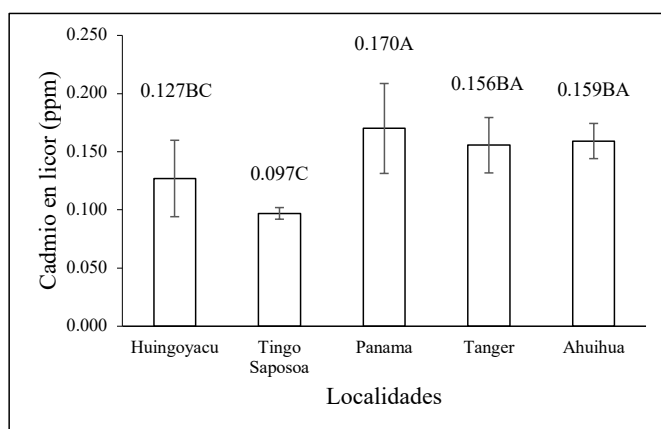 0.250
0.200
0.150
0.100
0.050
0.000
Cadmio en licor (ppm)
0.127BC
0.097C
0.170A
0.156BA
0.159BA
Huingoyacu
Tingo
Saposoa
Panama
Tanger
Ahuihua
Localidades